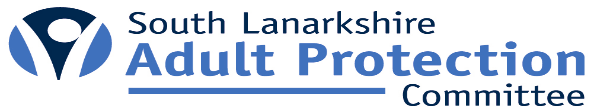 South Lanarkshire
Adult Protection
Committee